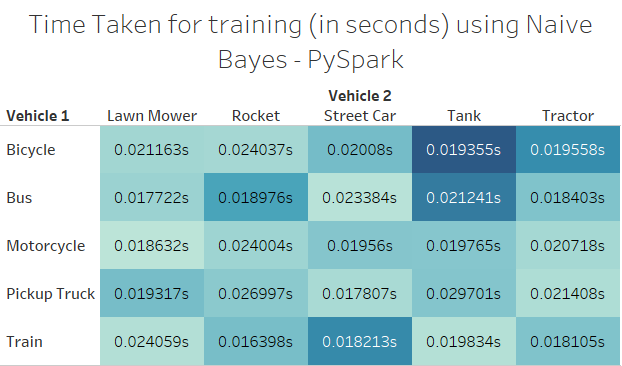 Time Taken for training (in seconds) using Naive
Bayes - PySpark
Vehicle 2
Vehicle 1 Lawn Mower Rocket Street Car Tank Tractor
Bicycle 0.021163s 0.024037s 0.02008s 0.019355s 0.019558s
Bus 0.017722s 0.018976s 0.023384s 0.021241s 0.018403s
Motorcycle 0.018632s 0.024004s 0.01956s 0.019765s 0.020718s
Pickup Truck 0.019317s 0.026997s 0.017807s 0.029701s 0.021408s
Train 0.024059s 0.016398s 0.018213s 0.019834s 0.018105s